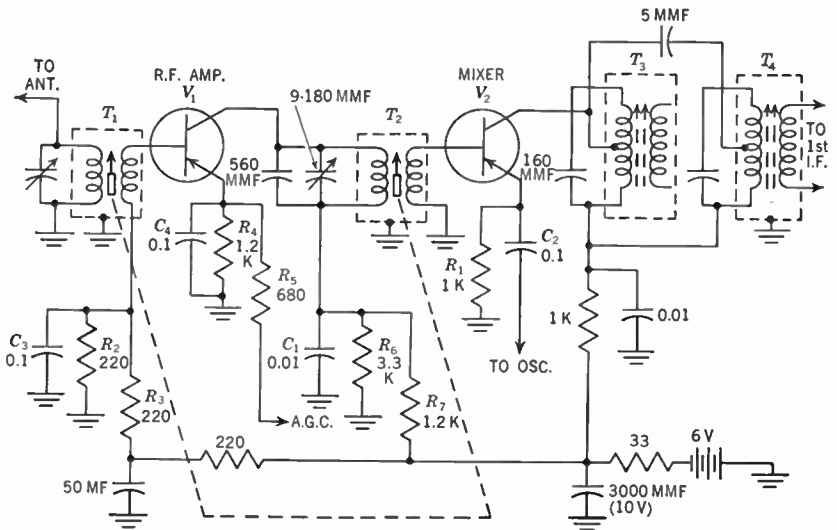 5 MMF
TO
ANT.
R.F. AMP.
V1
MIXER
V2
T3
T4
T1
9-180 MMF
T2
TO
1st
I.F.
560
MMF
160
MMF
C4
0.1
R4
1.2
K
R5
680
R1
1 K
C2
0.1
C3
0.1
R2
220
C1
0.01
R6
3.3
K
1 K
0.01
TO OSC.
R3
220
A.G.C.
R7
1.2 K
220
33
6 V
50 MF
3000 MMF
(10 V)